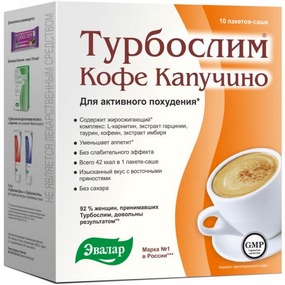 10 пакетов-саше
Турбослим®
Кофе Капучино
Для активного похудения*
• Содержит жиросжигающий*
комплекс: L-карнитин, экстракт гарцинии,
таурин, кофеин, экстракт имбиря
• Уменьшает аппетит*
• Без слабительного эффекта
• Всего 42 ккал в 1 пакете-саше
• Изысканный вкус с восточными
пряностями
• Без сахара
92 % женщин, принимавших
Турбослим, довольны
результатом**
Эвалар
Марка №1
в России***
GMP
НЕ ЯВЛЯЕТСЯ ЛЕКАРСТВЕННЫМ СРЕДСТВОМ